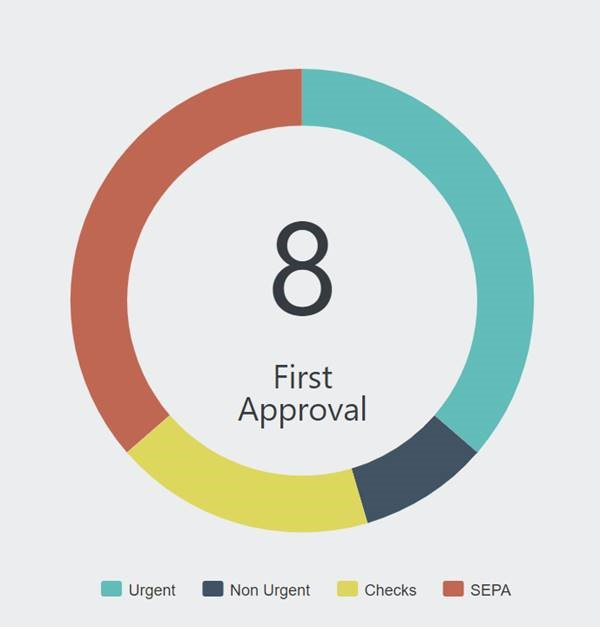 8
First
Approval
Urgent Non Urgent Checks SEPA